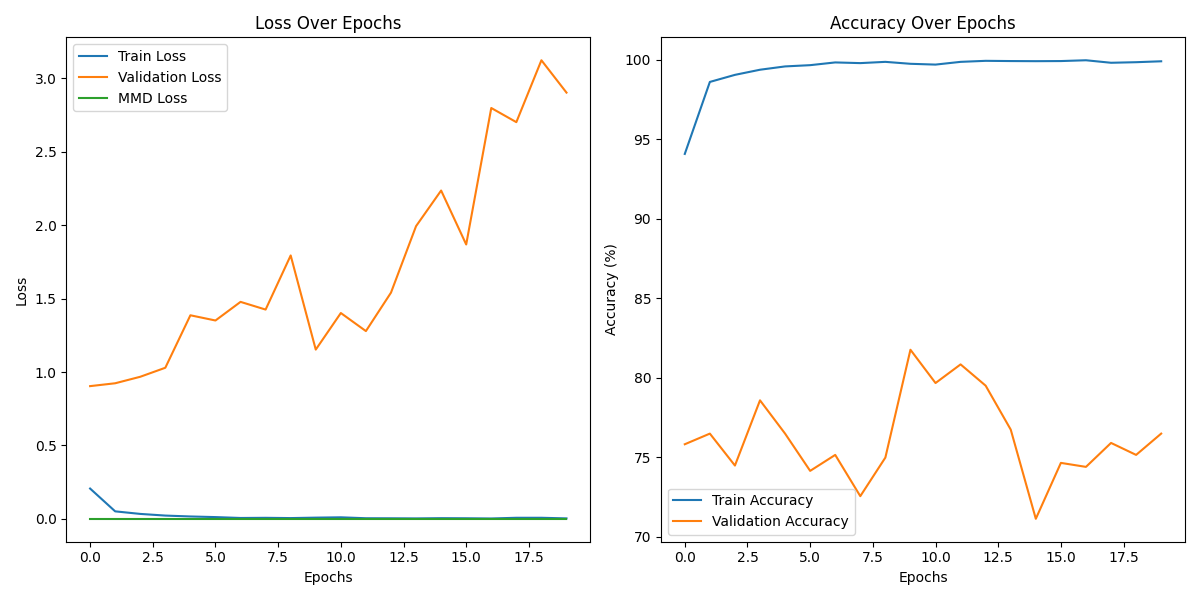 Loss Over Epochs
Train Loss
Validation Loss
MMD Loss
3.0
2.5
2.0
1.5
1.0
0.5
0.0
Loss
0.0 2.5 5.0 7.5 10.0 12.5 15.0 17.5
Epochs
Accuracy Over Epochs
100
95
90
85
80
75
70
Accuracy (%)
Train Accuracy
Validation Accuracy
0.0 2.5 5.0 7.5 10.0 12.5 15.0 17.5
Epochs